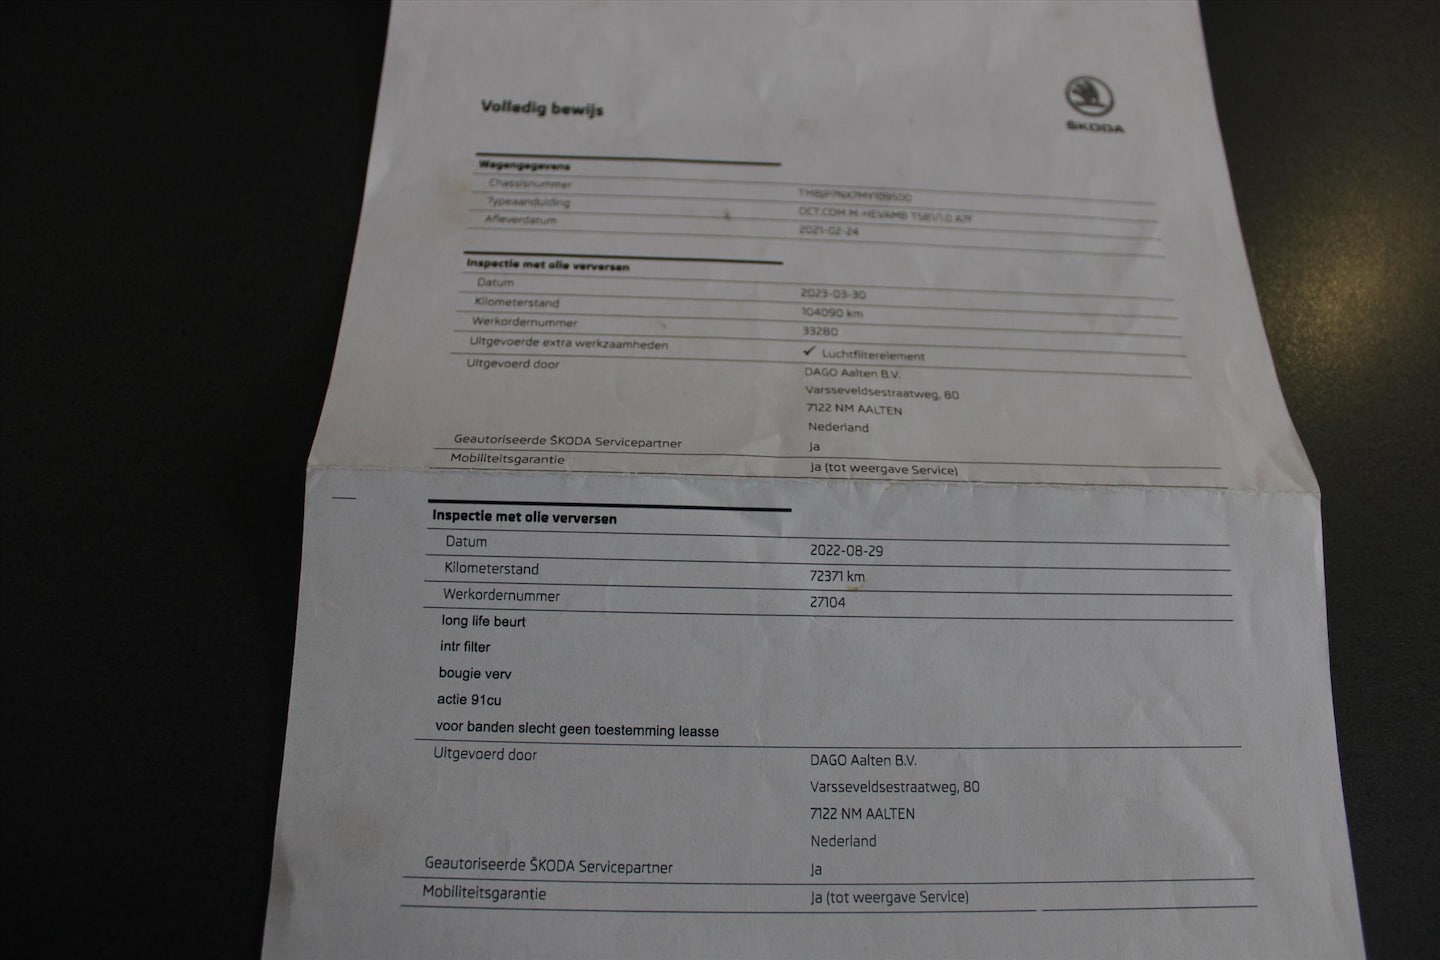 Volledig bewijs
ŠKODA
Wagengegevens
Chassisnummer
Typeaanduiding
Afleverdatum 2021-02-24
Inspectie met olie verversen
Datum 2023-03-30
Kilometerstand 104090 km
Werkordernummer 33280
Uitgevoerde extra werkzaamheden ✓ Luchtfilterelement
Uitgevoerd door DAGO Aalten B.V.
Varsseveldsestraatweg, 80
7122 NM AALTEN
Nederland
Geautoriseerde ŠKODA Servicepartner Ja
Mobiliteitsgarantie Ja (tot weergave Service)
Inspectie met olie verversen
Datum 2022-08-29
Kilometerstand 72371 km
Werkordernummer 27104
long life beurt
intr filter
bougie verv
actie 91cu
voor banden slecht geen toestemming leasse
Uitgevoerd door DAGO Aalten B.V.
Varsseveldsestraatweg, 80
7122 NM AALTEN
Nederland
Geautoriseerde ŠKODA Servicepartner Ja
Mobiliteitsgarantie Ja (tot weergave Service)